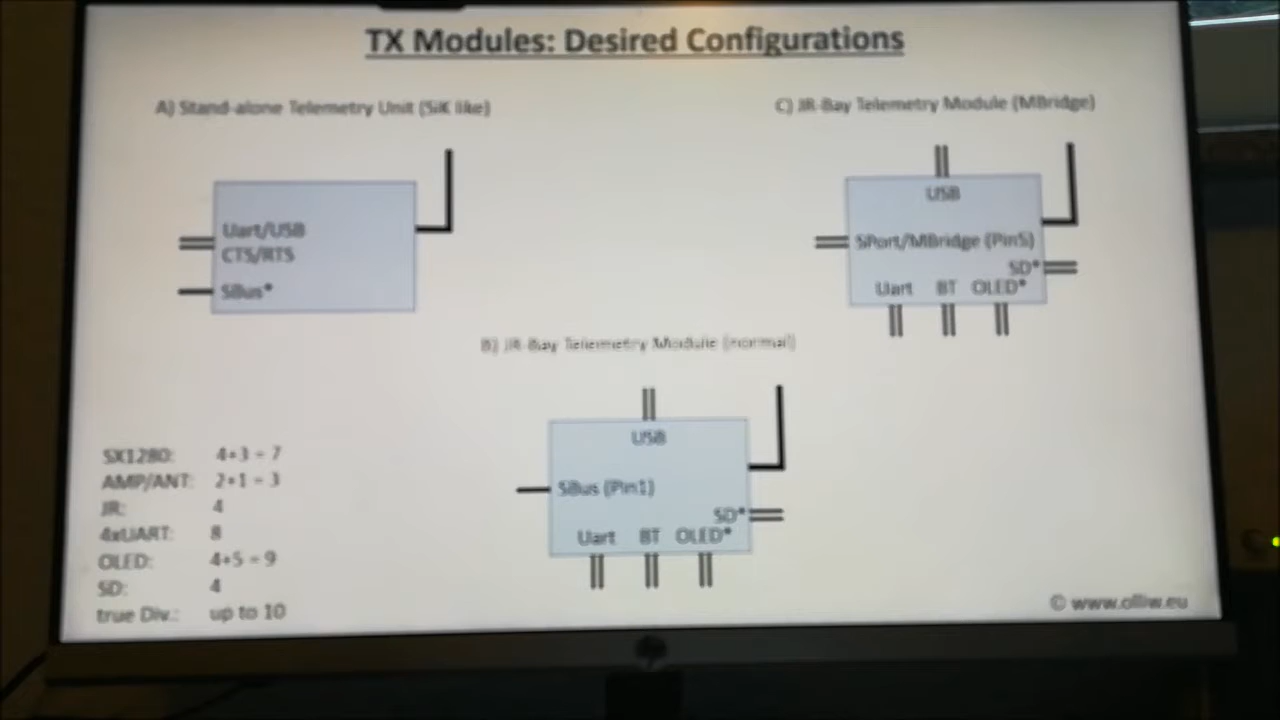 TX Modules: Desired Configurations
A) Stand-alone Telemetry Unit (SiK like)
Uart/USB
CTS/RTS
SBus*
C) JR-Bay Telemetry Module (MBridge)
USB
SPort/MBridge (Pin5)
SD*
Uart BT OLED*
B) JR-Bay Telemetry Module (normal)
USB
SBus (Pin1)
SD*
Uart BT OLED*
SX1280: 4+3 = 7
AMP/ANT: 2+1 = 3
JR: 4
4xUART: 8
OLED: 4+5 = 9
SD: 4
true Div.: up to 10
© www.olliw.eu